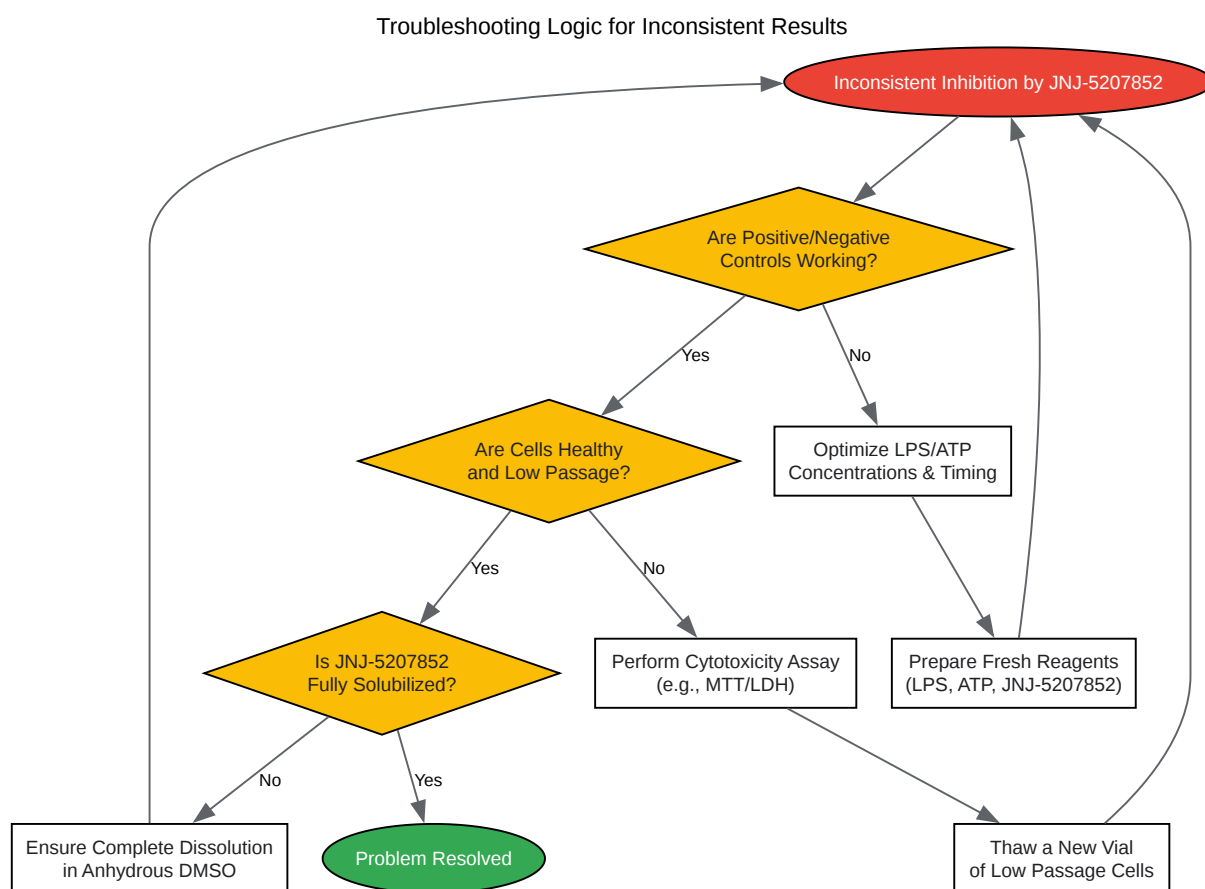 Troubleshooting Logic for Inconsistent Results
Inconsistent Inhibition by JNJ-5207852
Are Positive/Negative
Controls Working?
Yes
No
Are Cells Healthy
and Low Passage?
Optimize LPS/ATP
Concentrations & Timing
Yes
No
Is JNJ-5207852
Fully Solubilized?
Perform Cytotoxicity Assay
(e.g., MTT/LDH)
Prepare Fresh Reagents
(LPS, ATP, JNJ-5207852)
No
Yes
Ensure Complete Dissolution
in Anhydrous DMSO
Problem Resolved
Thaw a New Vial
of Low Passage Cells